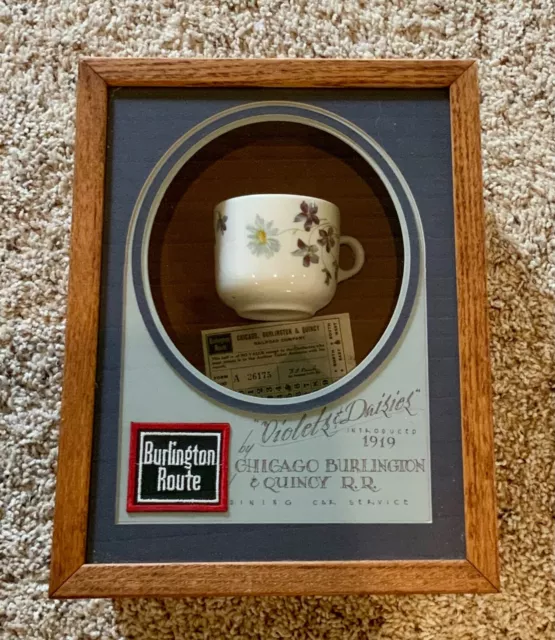 CHICAGO, BURLINGTON & QUINCY
RAILROAD COMPANY
A 26175
"Violets & Daisies"
INTRODUCED
1919
by
CHICAGO BURLINGTON
& QUINCY R.R.
DINING CAR SERVICE
Burlington
Route